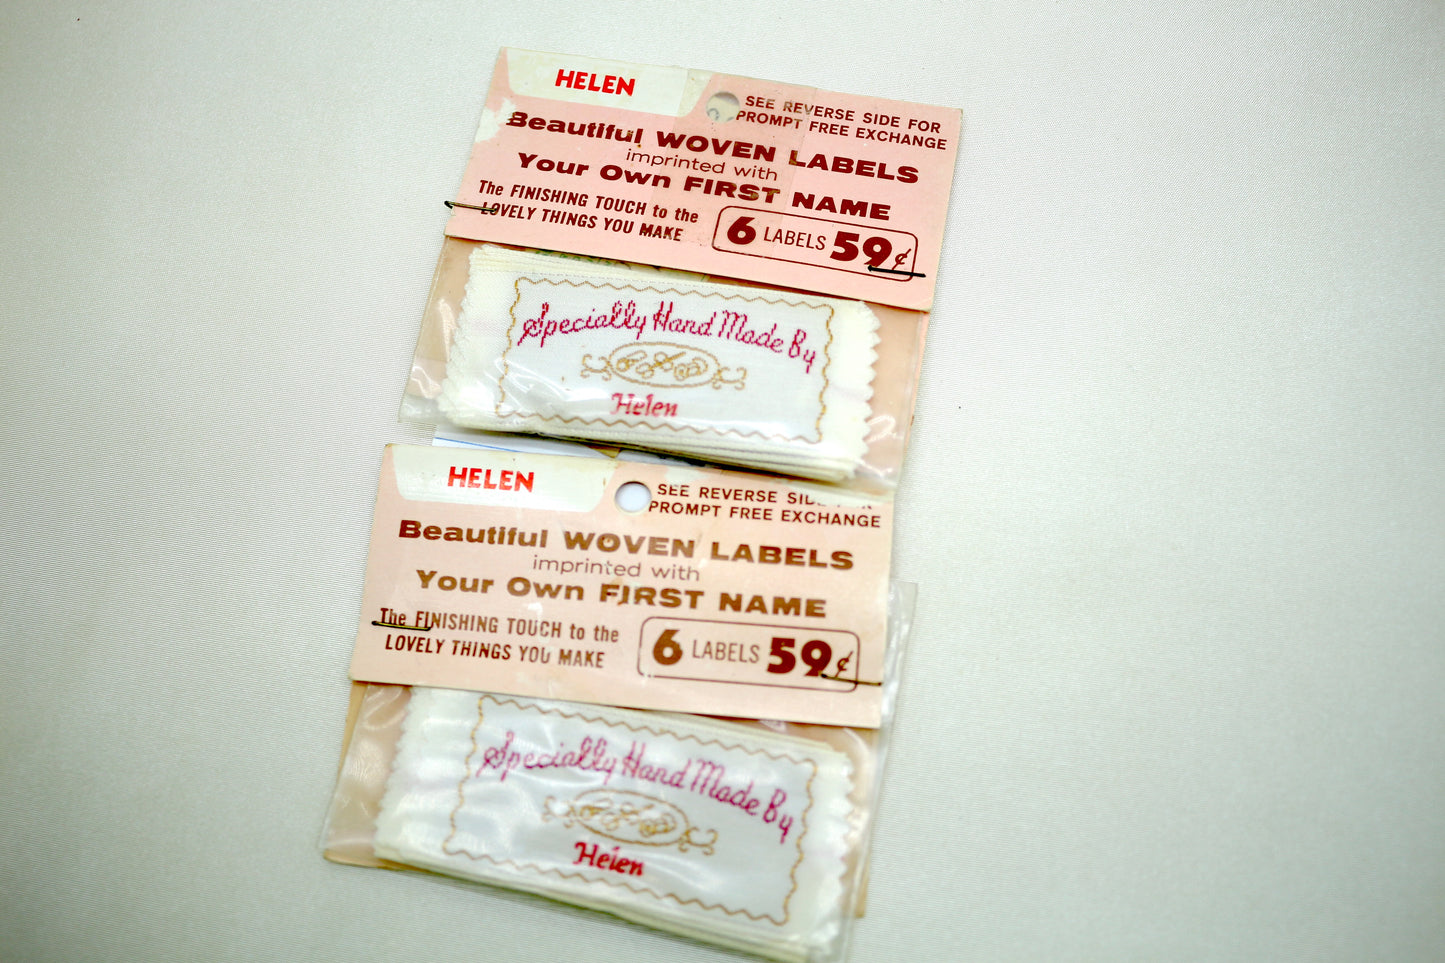 HELEN
SEE REVERSE SIDE FOR
PROMPT FREE EXCHANGE
Beautiful WOVEN LABELS
imprinted with
Your Own FIRST NAME
The FINISHING TOUCH to the
LOVELY THINGS YOU MAKE
6 LABELS 59¢
Specially Hand Made By
Helen
HELEN
SEE REVERSE
PROMPT FREE EXCHANGE
Beautiful WOVEN LABELS
imprinted with
Your Own FIRST NAME
The FINISHING TOUCH to the
LOVELY THINGS YOU MAKE
6 LABELS 59¢
Specially Hand Made By
Helen